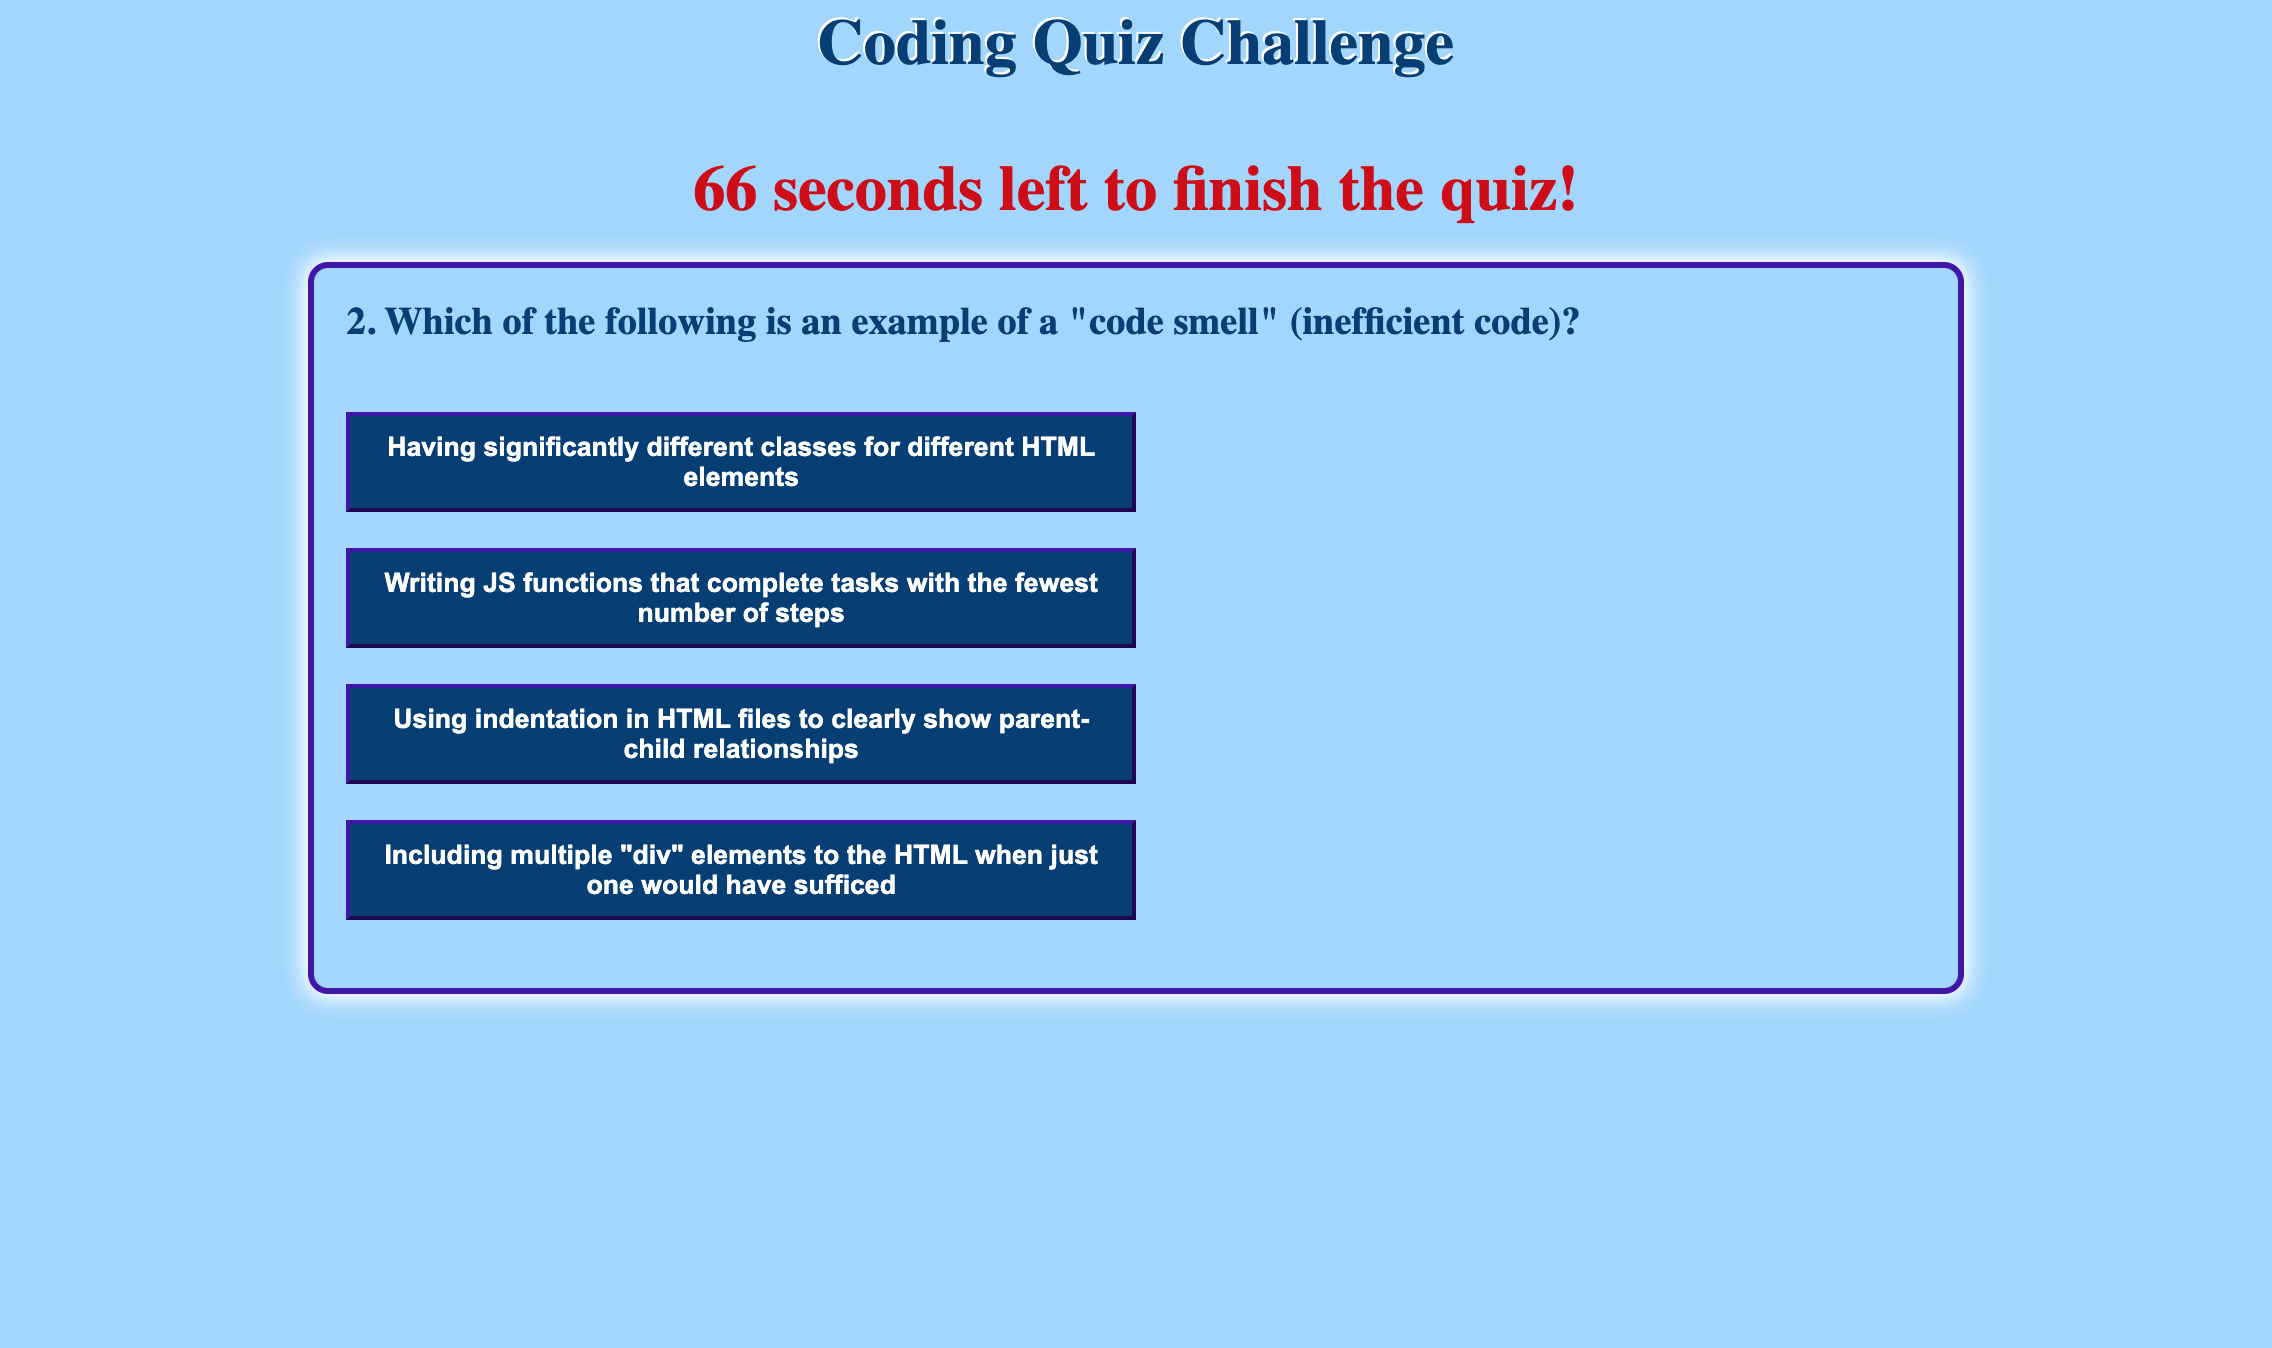 Coding Quiz Challenge
66 seconds left to finish the quiz!
2. Which of the following is an example of a "code smell" (inefficient code)?
Having significantly different classes for different HTML
elements
Writing JS functions that complete tasks with the fewest
number of steps
Using indentation in HTML files to clearly show parent-
child relationships
Including multiple "div" elements to the HTML when just
one would have sufficed